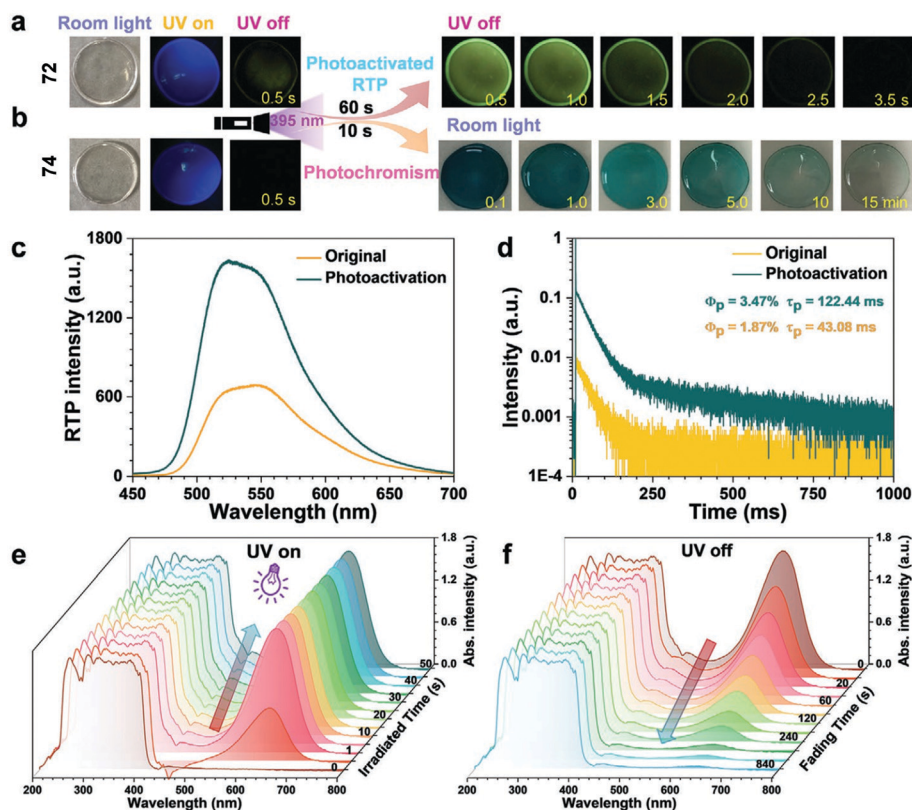 a Room light UV on UV off UV off
72 0.5 s Photoactivated RTP 0.5 1.0 1.5 2.0 2.5 3.5 s
60 s
395 nm
10 s
b Room light
74 0.5 s Photochromism 0.1 1.0 3.0 5.0 10 15 min
c
1800
1200
600
0
RTP intensity (a.u.)
Original
Photoactivation
450 500 550 600 650 700
Wavelength (nm)
d
1
0.1
0.01
0.001
1E-4
Intensity (a.u.)
Original
Photoactivation
Φp = 3.47% τp = 122.44 ms
Φp = 1.87% τp = 43.08 ms
0 250 500 750 1000
Time (ms)
e UV on
1.8
1.2
0.6
0.0
Abs. intensity (a.u.)
50
40
30
20
10
1
0
Irradiated Time (s)
200 300 400 500 600 700 800
Wavelength (nm)
f UV off
1.8
1.2
0.6
0.0
Abs. intensity (a.u.)
0
20
60
120
240
840
Fading Time (s)
200 300 400 500 600 700 800
Wavelength (nm)